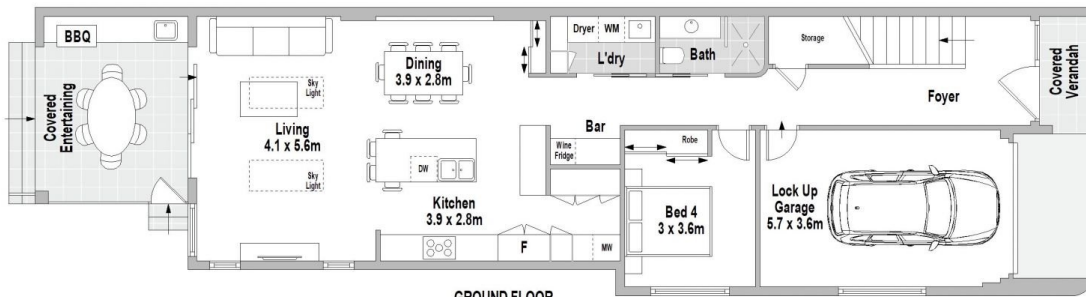 BBQ
Covered
Entertaining
Living
4.1 x 5.6m
Sky
Light
Sky
Light
Dining
3.9 x 2.8m
DW
Kitchen
3.9 x 2.8m
F
MW
Bar
Wine
Fridge
Dryer
WM
L'dry
Bath
Robe
Bed 4
3 x 3.6m
Storage
Foyer
Covered
Verandah
Lock Up
Garage
5.7 x 3.6m
GROUND FLOOR